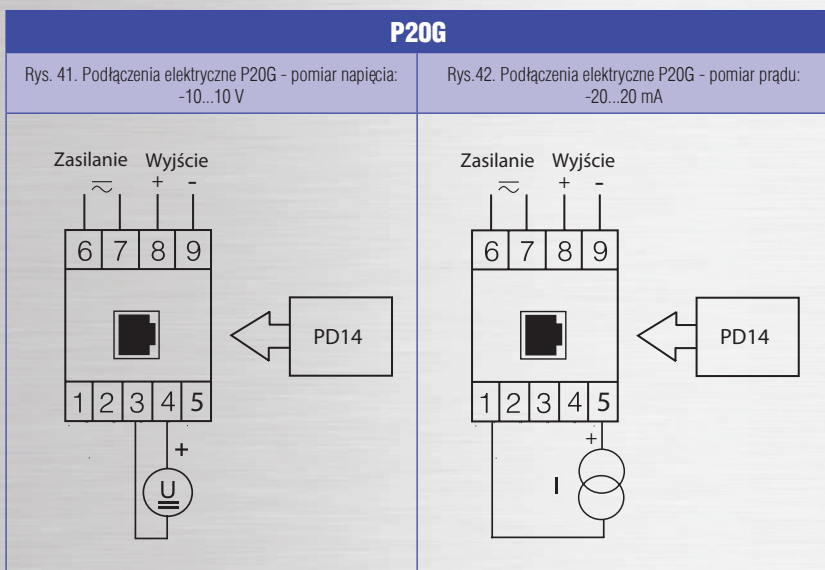 P20G
Rys. 41. Podłączenia elektryczne P20G - pomiar napięcia:
-10...10 V
Rys.42. Podłączenia elektryczne P20G - pomiar prądu:
-20...20 mA
Zasilanie Wyjście
+ -
6 7 8 9
PD14
1 2 3 4 5
+
U
Zasilanie Wyjście
+ -
6 7 8 9
PD14
1 2 3 4 5
+
I